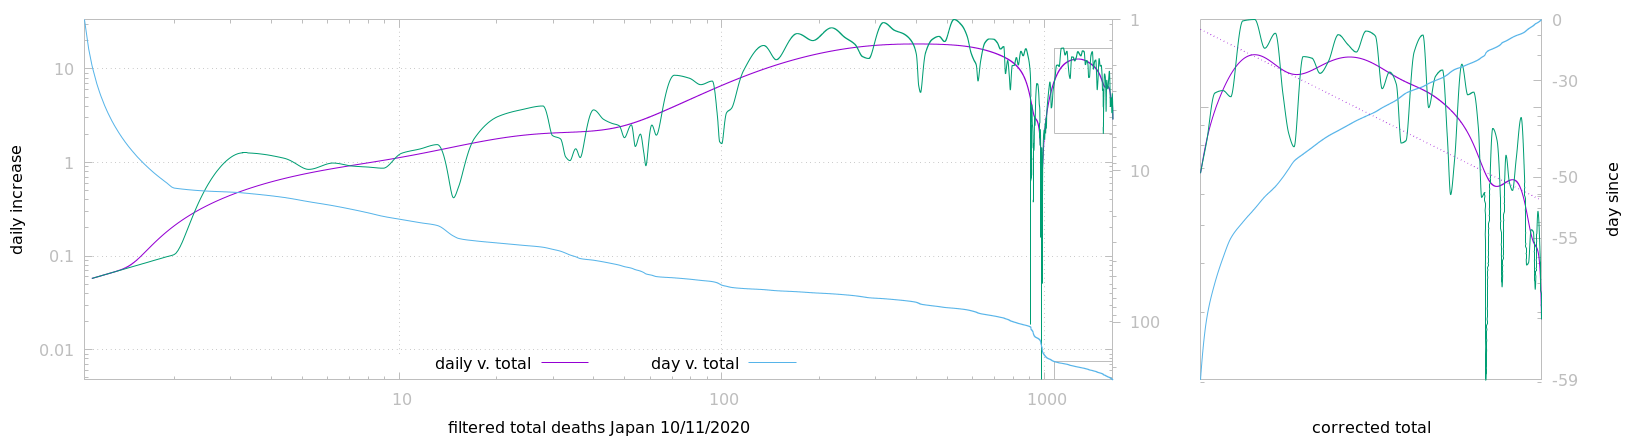 daily increase
10
1
0.1
0.01
10
100
1000
1
10
100
daily v. total
day v. total
filtered total deaths Japan 10/11/2020
0
-30
-50
-55
-59
day since
corrected total